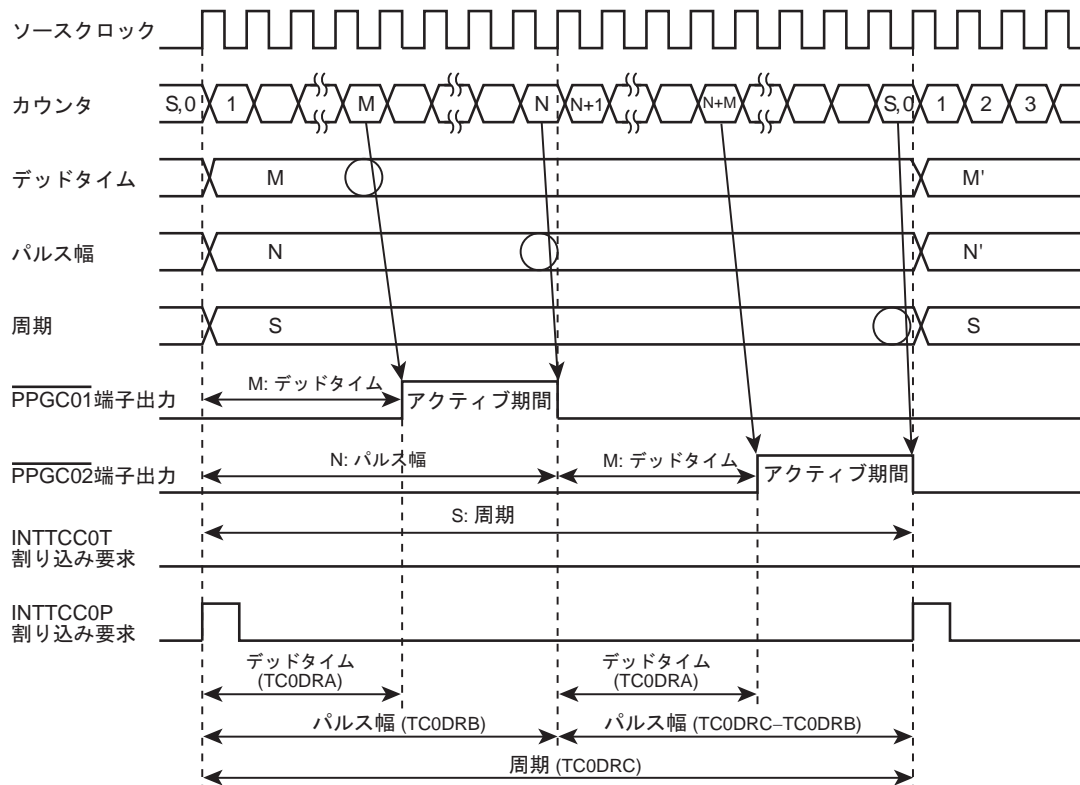 ソースクロック
カウンタ S,0 1 M N N+1 N+M S,0 1 2 3
デッドタイム M M'
パルス幅 N N'
周期 S S
PPGC01端子出力 M: デッドタイム アクティブ期間
PPGC02端子出力 N: パルス幅 M: デッドタイム アクティブ期間
S: 周期
INTTCC0T
割り込み要求
INTTCC0P
割り込み要求
デッドタイム デッドタイム
(TC0DRA) (TC0DRA)
パルス幅 (TC0DRB) パルス幅 (TC0DRC–TC0DRB)
周期 (TC0DRC)